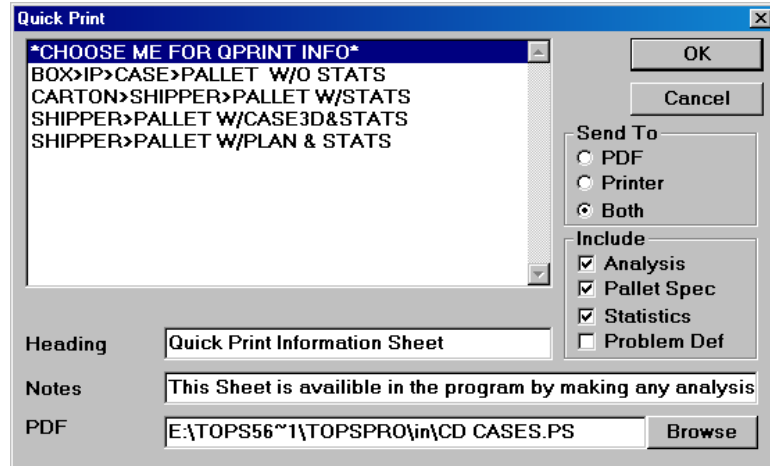 Quick Print
*CHOOSE ME FOR QPRINT INFO*
BOX>IP>CASE>PALLET W/O STATS
CARTON>SHIPPER>PALLET W/STATS
SHIPPER>PALLET W/CASE3D&STATS
SHIPPER>PALLET W/PLAN & STATS
OK
Cancel
Send To
PDF
Printer
Both
Include
Analysis
Pallet Spec
Statistics
Problem Def
Heading
Quick Print Information Sheet
Notes
This Sheet is availible in the program by making any analysis
PDF
E:\TOPS56~1\TOPSPRO\in\CD CASES.PS
Browse